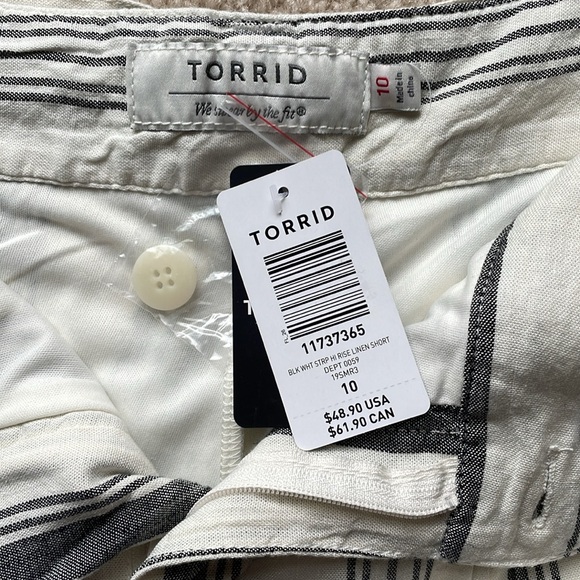 TORRID
We swear by the fit®
10
Made in
china
TORRID
11737365
BLK WHT STRP HI RISE LINEN SHORT
DEPT 0059
19SMR3
10
$48.90 USA
$61.90 CAN
T